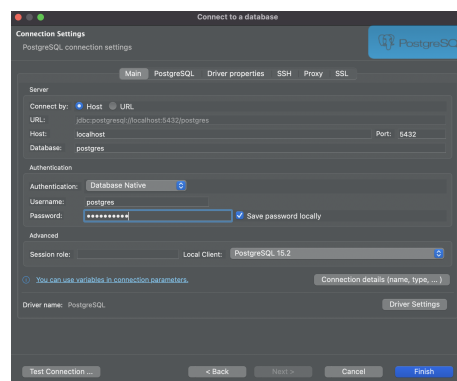 Connect to a database
Connection Settings
PostgreSQL connection settings
PostgreSQ
Main PostgreSQL Driver properties SSH Proxy SSL
Server
Connect by: Host URL
URL: jdbc:postgresql://localhost:5432/postgres
Host: localhost Port: 5432
Database: postgres
Authentication
Authentication: Database Native
Username: postgres
Password: •••••••••• Save password locally
Advanced
Session role: Local Client: PostgreSQL 15.2
You can use variables in connection parameters.
Connection details (name, type, ... )
Driver name: PostgreSQL Driver Settings
Test Connection ... < Back Next > Cancel Finish